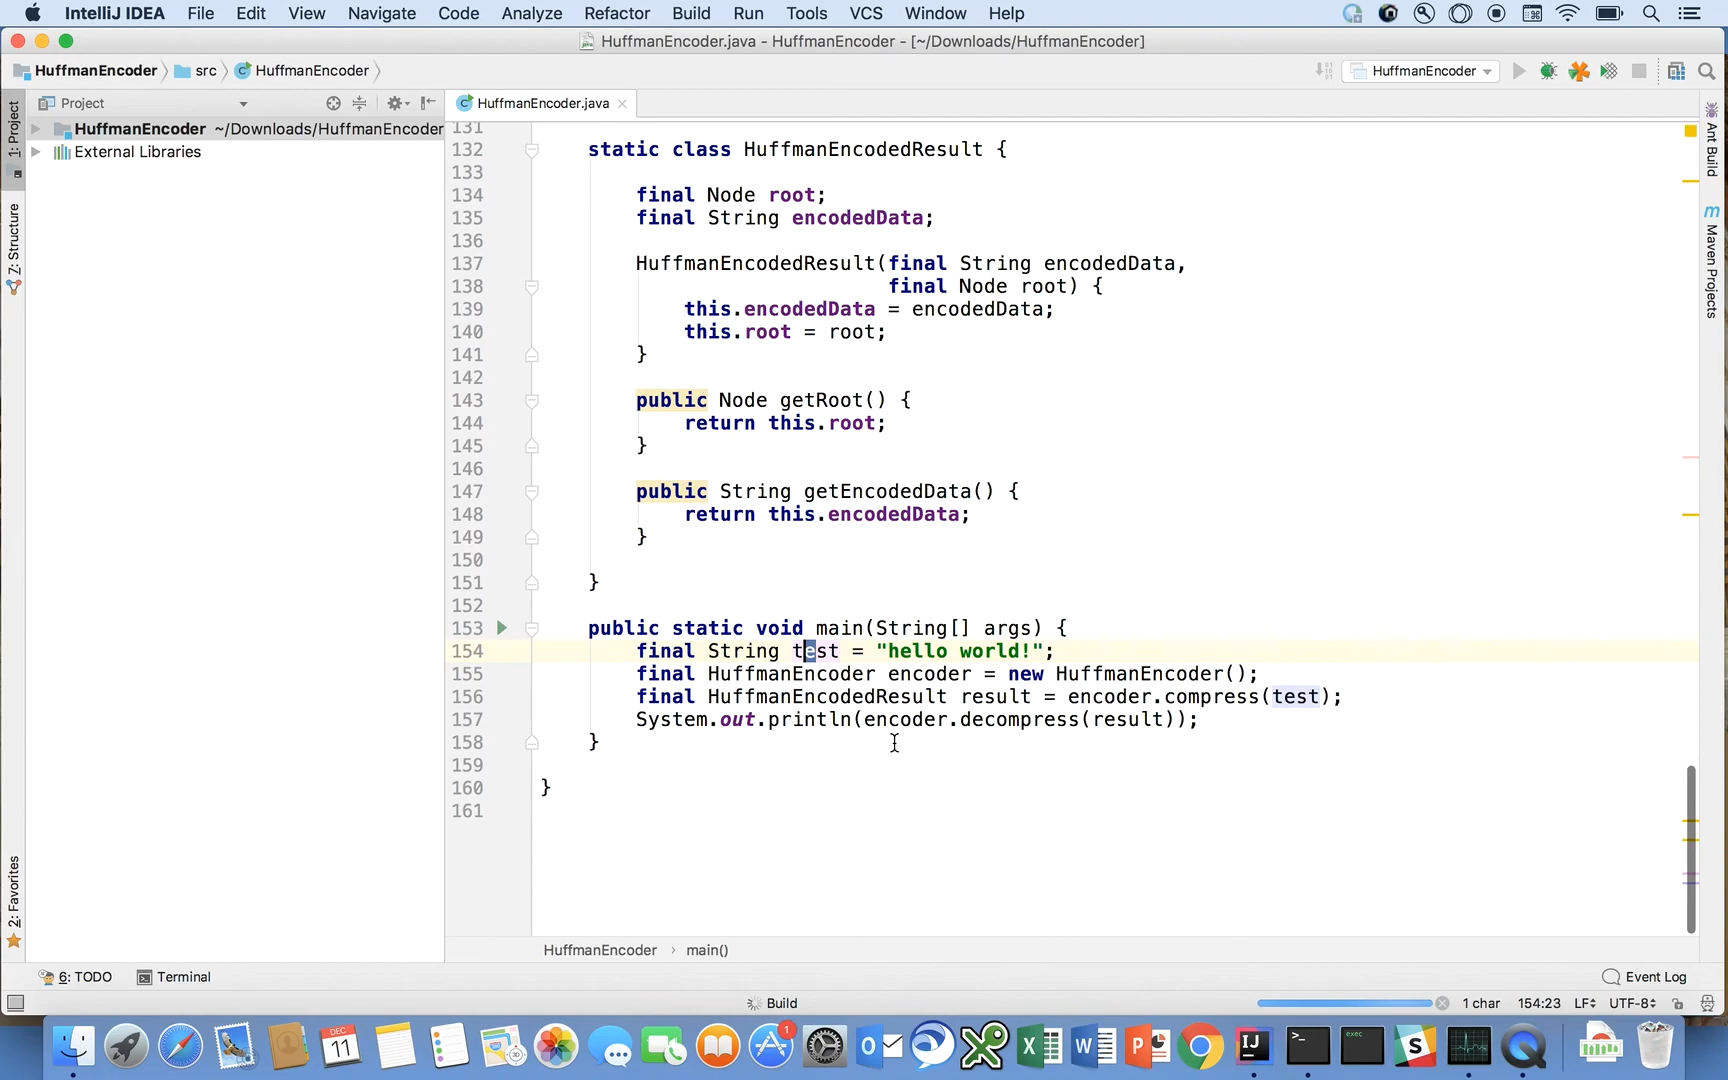 IntelliJ IDEA File Edit View Navigate Code Analyze Refactor Build Run Tools VCS Window Help
HuffmanEncoder.java - HuffmanEncoder - [~/Downloads/HuffmanEncoder]
HuffmanEncoder src HuffmanEncoder HuffmanEncoder
Project HuffmanEncoder.java
1: Project
HuffmanEncoder ~/Downloads/HuffmanEncoder
External Libraries
Z: Structure
2: Favorites
131
132 static class HuffmanEncodedResult {
133
134 final Node root;
135 final String encodedData;
136
137 HuffmanEncodedResult(final String encodedData,
138 final Node root) {
139 this.encodedData = encodedData;
140 this.root = root;
141 }
142
143 public Node getRoot() {
144 return this.root;
145 }
146
147 public String getEncodedData() {
148 return this.encodedData;
149 }
150
151 }
152
153 public static void main(String[] args) {
154 final String test = "hello world!";
155 final HuffmanEncoder encoder = new HuffmanEncoder();
156 final HuffmanEncodedResult result = encoder.compress(test);
157 System.out.println(encoder.decompress(result));
158 }
159
160 }
161
Ant Build
Maven Projects
HuffmanEncoder main()
6: TODO Terminal Event Log
Build 1 char 154:23 LF UTF-8
DEC
11
1